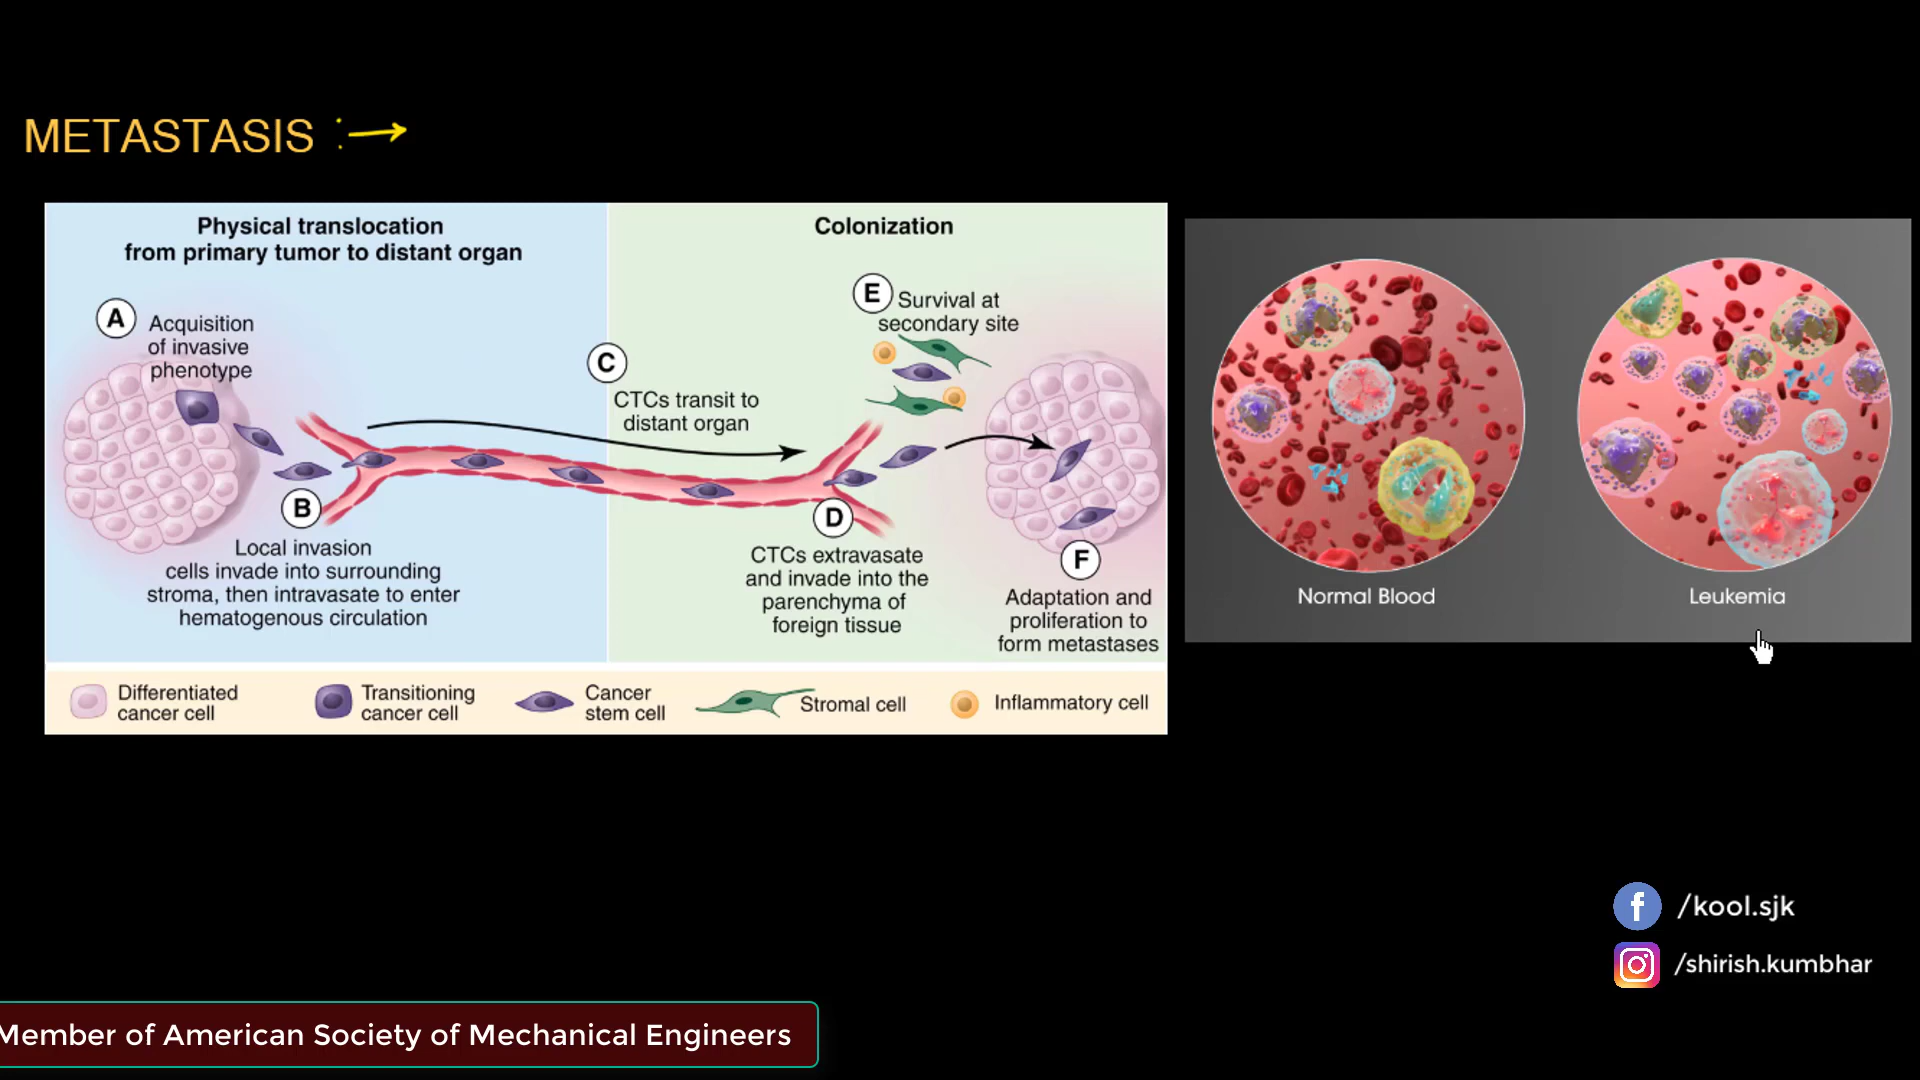 METASTASIS :→
Physical translocation
from primary tumor to distant organ
Colonization
A
Acquisition
of invasive
phenotype
B
Local invasion
cells invade into surrounding
stroma, then intravasate to enter
hematogenous circulation
C
CTCs transit to
distant organ
D
CTCs extravasate
and invade into the
parenchyma of
foreign tissue
E
Survival at
secondary site
F
Adaptation and
proliferation to
form metastases
Differentiated
cancer cell
Transitioning
cancer cell
Cancer
stem cell
Stromal cell
Inflammatory cell
Normal Blood
Leukemia
/kool.sjk
/shirish.kumbhar
Member of American Society of Mechanical Engineers